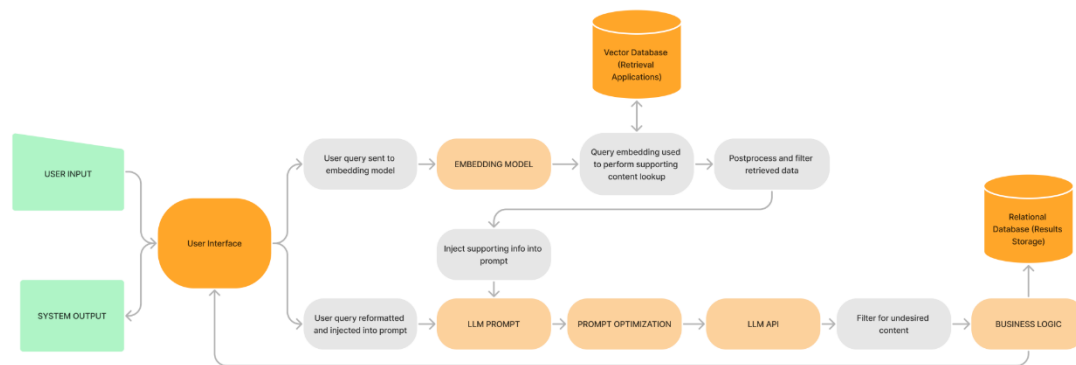 Vector Database
(Retrieval
Applications)
USER INPUT
User query sent to
embedding model
EMBEDDING MODEL
Query embedding used
to perform supporting
content lookup
Postprocess and filter
retrieved data
User Interface
Inject supporting info into
prompt
Relational
Database (Results
Storage)
SYSTEM OUTPUT
User query reformatted
and injected into prompt
LLM PROMPT
PROMPT OPTIMIZATION
LLM API
Filter for undesired
content
BUSINESS LOGIC